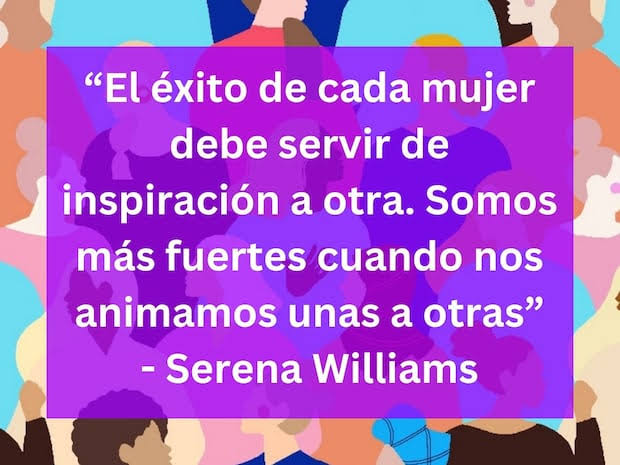 “El éxito de cada mujer
debe servir de
inspiración a otra. Somos
más fuertes cuando nos
animamos unas a otras”
- Serena Williams